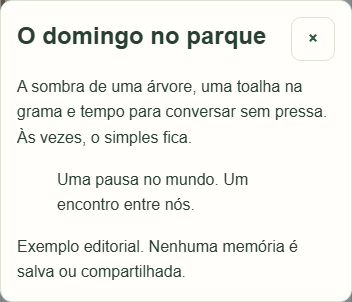 O domingo no parque
×
A sombra de uma árvore, uma toalha na
grama e tempo para conversar sem pressa.
Às vezes, o simples fica.
Uma pausa no mundo. Um
encontro entre nós.
Exemplo editorial. Nenhuma memória é
salva ou compartilhada.